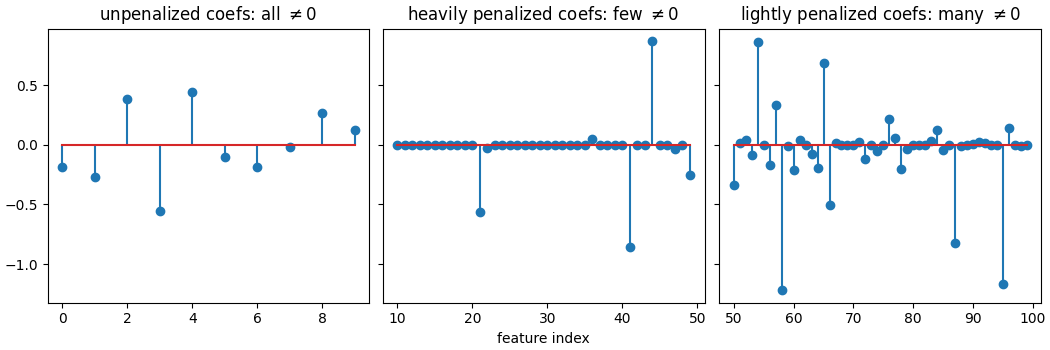 unpenalized coefs: all ≠0
heavily penalized coefs: few ≠0
lightly penalized coefs: many ≠0
0.5
0.0
−0.5
−1.0
0 2 4 6 8
10 20 30 40 50
50 60 70 80 90 100
feature index